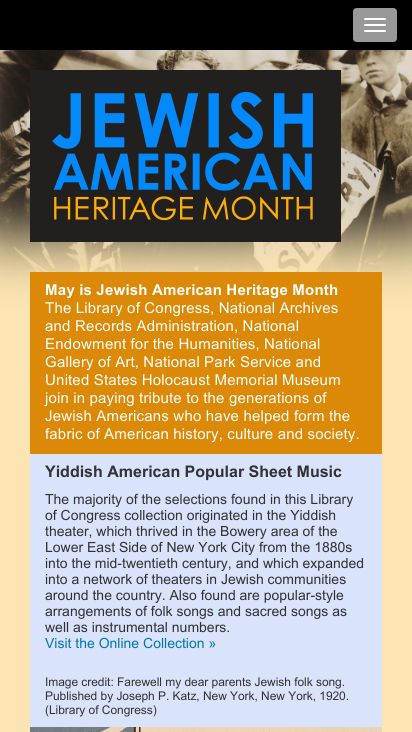 JEWISH
AMERICAN
HERITAGE MONTH
May is Jewish American Heritage Month
The Library of Congress, National Archives
and Records Administration, National
Endowment for the Humanities, National
Gallery of Art, National Park Service and
United States Holocaust Memorial Museum
join in paying tribute to the generations of
Jewish Americans who have helped form the
fabric of American history, culture and society.
Yiddish American Popular Sheet Music
The majority of the selections found in this Library
of Congress collection originated in the Yiddish
theater, which thrived in the Bowery area of the
Lower East Side of New York City from the 1880s
into the mid-twentieth century, and which expanded
into a network of theaters in Jewish communities
around the country. Also found are popular-style
arrangements of folk songs and sacred songs as
well as instrumental numbers.
Visit the Online Collection »
Image credit: Farewell my dear parents Jewish folk song.
Published by Joseph P. Katz, New York, New York, 1920.
(Library of Congress)